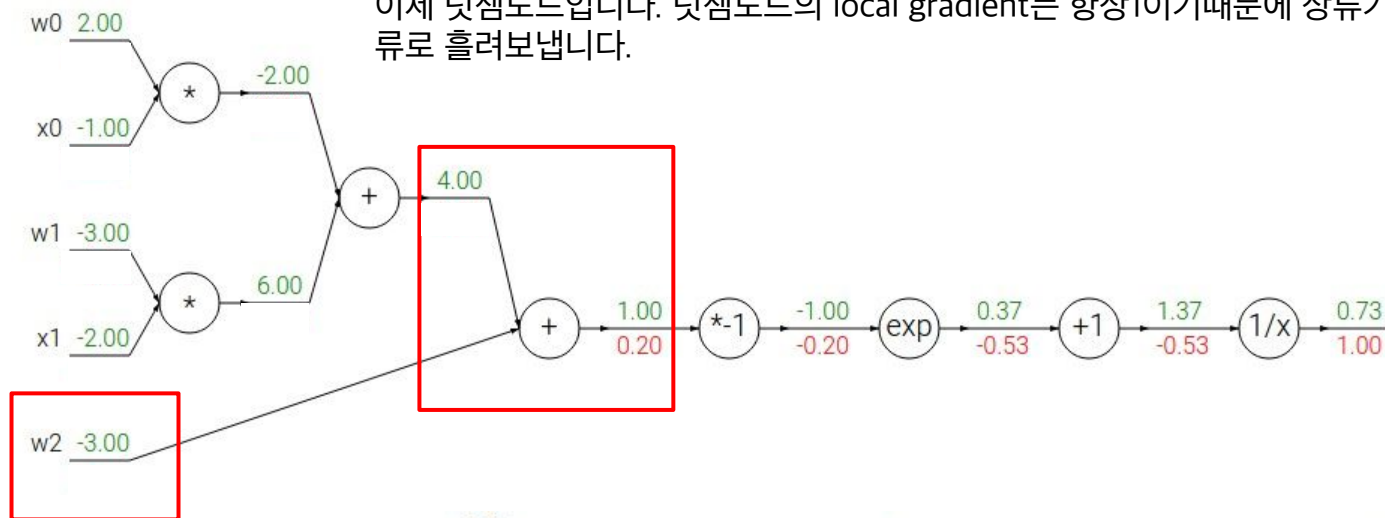 이제 덧셈노드입니다. 덧셈노드의 local gradient는 항상1이기때문에 상류기
류로 흘려보냅니다.
w0 2.00
-2.00
*
x0 -1.00
4.00
+
w1 -3.00
6.00
*
x1 -2.00
+ 1.00 *-1 -1.00 exp 0.37 +1 1.37 1/x 0.73
0.20 -0.20 -0.53 -0.53 1.00
w2 -3.00